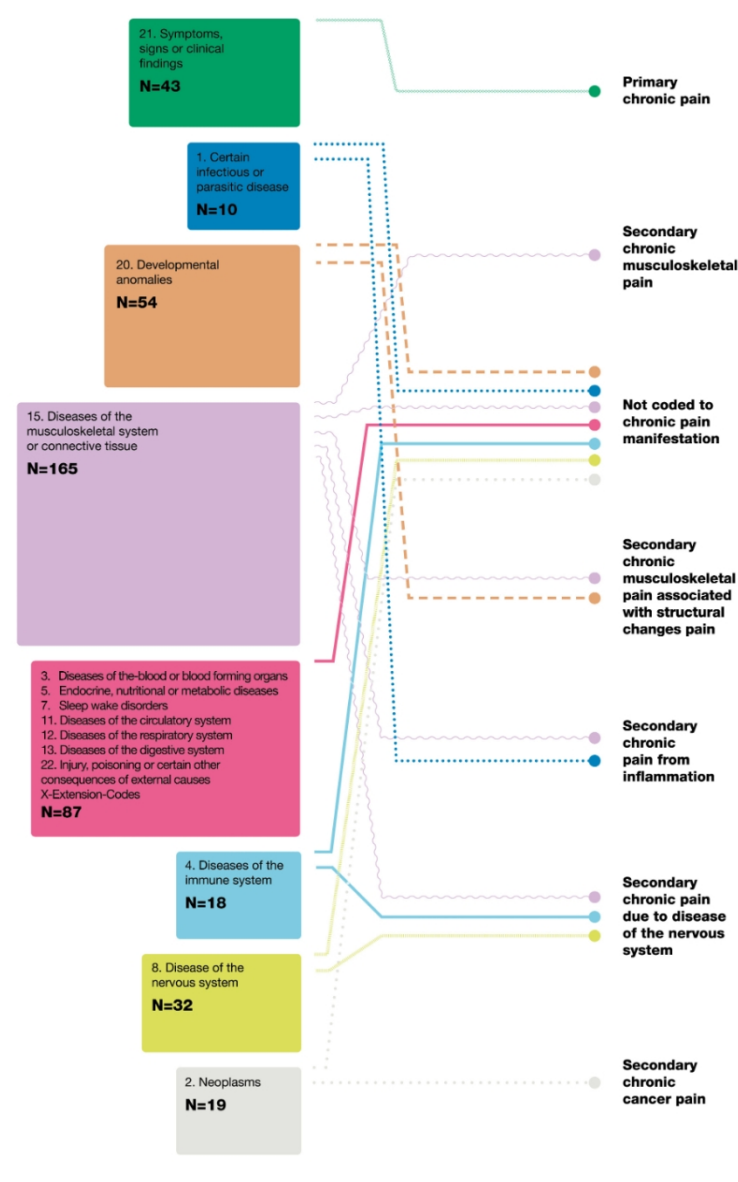 21. Symptoms,
signs or clinical
findings
N=43
Primary
chronic pain
1. Certain
infectious or
parasitic disease
N=10
Secondary
chronic
musculoskeletal
pain
20. Developmental
anomalies
N=54
15. Diseases of the
musculoskeletal system
or connective tissue
N=165
Not coded to
chronic pain
manifestation
Secondary
chronic
musculoskeletal
pain associated
with structural
changes pain
3. Diseases of the-blood or blood forming organs
5. Endocrine, nutritional or metabolic diseases
7. Sleep wake disorders
11. Diseases of the circulatory system
12. Diseases of the respiratory system
13. Diseases of the digestive system
22. Injury, poisoning or certain other
consequences of external causes
X-Extension-Codes
N=87
Secondary
chronic
pain from
inflammation
4. Diseases of the
immune system
N=18
Secondary
chronic pain
due to disease
of the nervous
system
8. Disease of the
nervous system
N=32
2. Neoplasms
N=19
Secondary
chronic
cancer pain